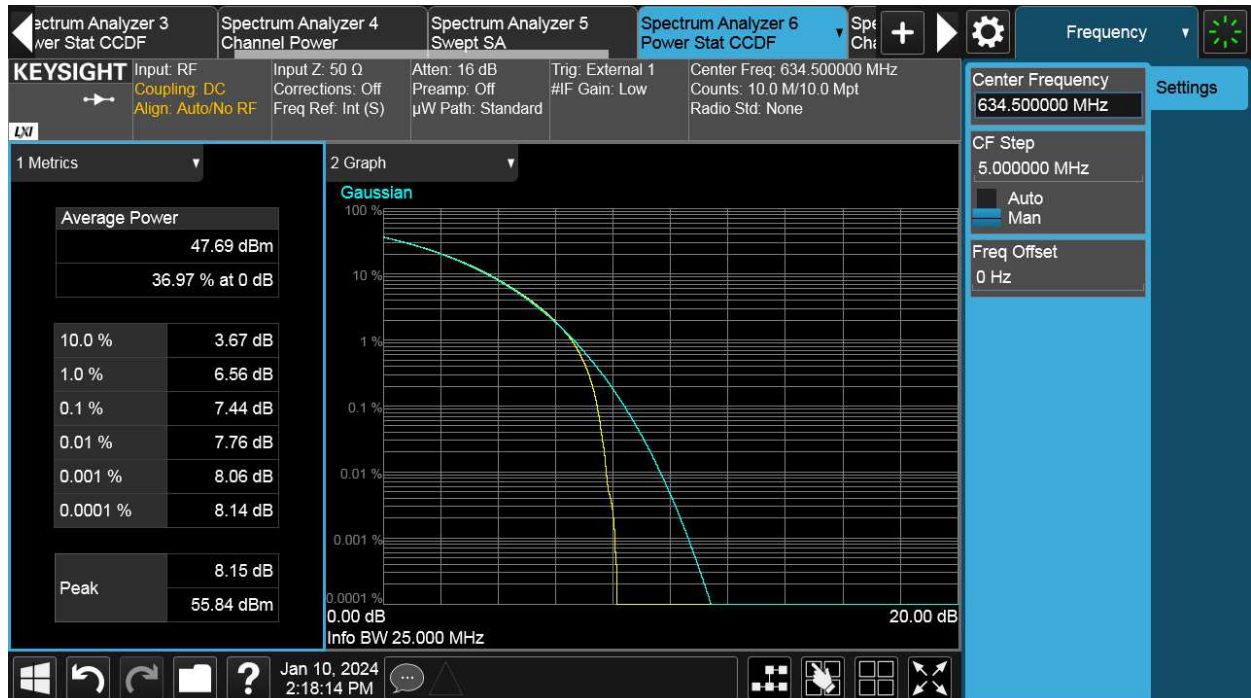 ectrum Analyzer 3
wer Stat CCDF
Spectrum Analyzer 4
Channel Power
Spectrum Analyzer 5
Swept SA
Spectrum Analyzer 6
Power Stat CCDF
Spe
Cha
+
Frequency
KEYSIGHT
LXI
Input: RF
Coupling: DC
Align: Auto/No RF
Input Z: 50 Ω
Corrections: Off
Freq Ref: Int (S)
Atten: 16 dB
Preamp: Off
µW Path: Standard
Trig: External 1
#IF Gain: Low
Center Freq: 634.500000 MHz
Counts: 10.0 M/10.0 Mpt
Radio Std: None
Center Frequency
634.500000 MHz
Settings
CF Step
5.000000 MHz
Auto
Man
Freq Offset
0 Hz
1 Metrics
Average Power
47.69 dBm
36.97 % at 0 dB
10.0 % 3.67 dB
1.0 % 6.56 dB
0.1 % 7.44 dB
0.01 % 7.76 dB
0.001 % 8.06 dB
0.0001 % 8.14 dB
Peak
8.15 dB
55.84 dBm
2 Graph
Gaussian
100 %
10 %
1 %
0.1 %
0.01 %
0.001 %
0.0001 %
0.00 dB 20.00 dB
Info BW 25.000 MHz
?
Jan 10, 2024
2:18:14 PM